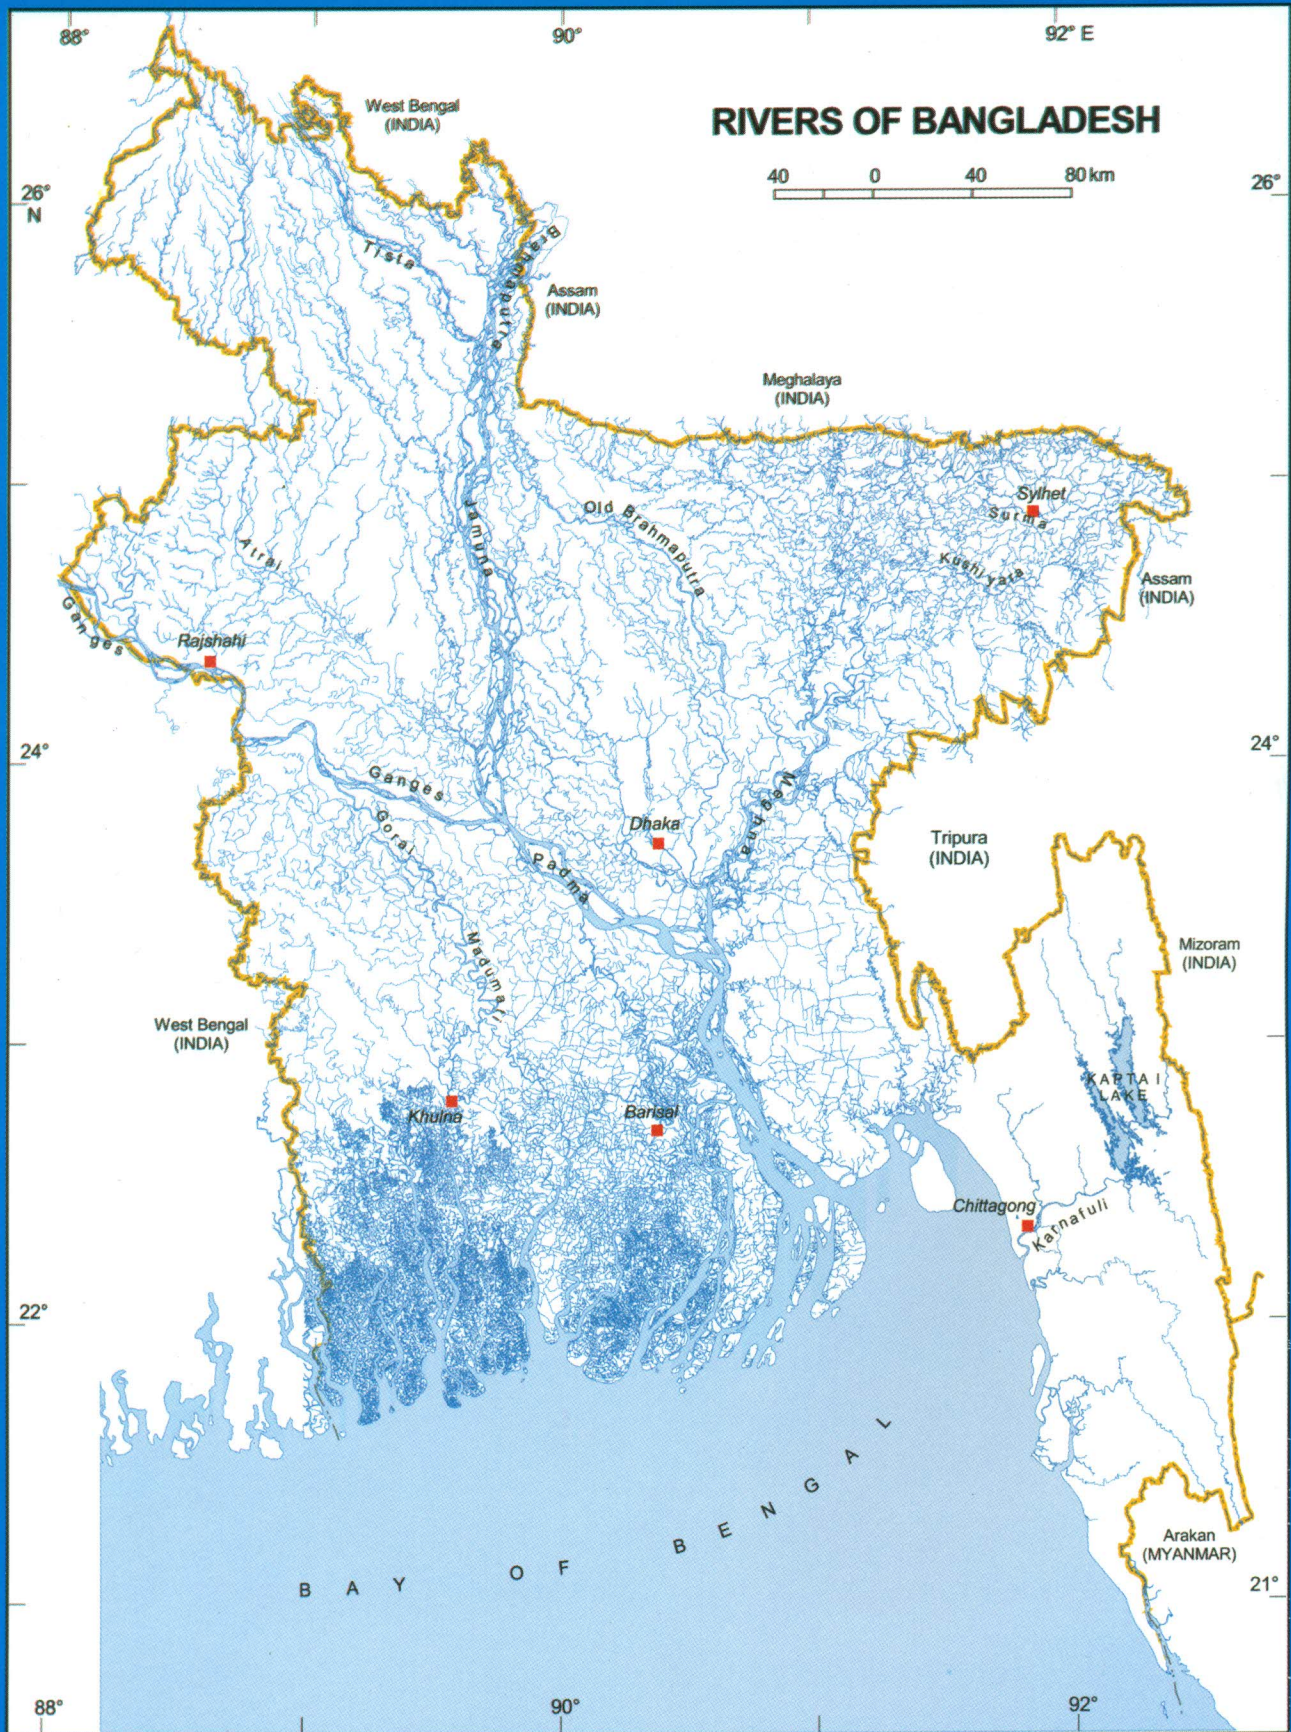 88°
90°
92° E
RIVERS OF BANGLADESH
40 0 40 80 km
West Bengal
(INDIA)
26°
N
26°
Tista
Brahmaputra
Assam
(INDIA)
Meghalaya
(INDIA)
Sylhet
Surma
Kushiyara
Assam
(INDIA)
Old Brahmaputra
Jamuna
Atrai
Ganges
Rajshahi
24°
24°
Ganges
Gorai
Meghna
Dhaka
Padma
Tripura
(INDIA)
Madumati
Mizoram
(INDIA)
West Bengal
(INDIA)
KAPTAI
LAKE
Khulna
Barisal
Chittagong
Karnafuli
22°
BAY OF BENGAL
Arakan
(MYANMAR)
21°
88°
90°
92°